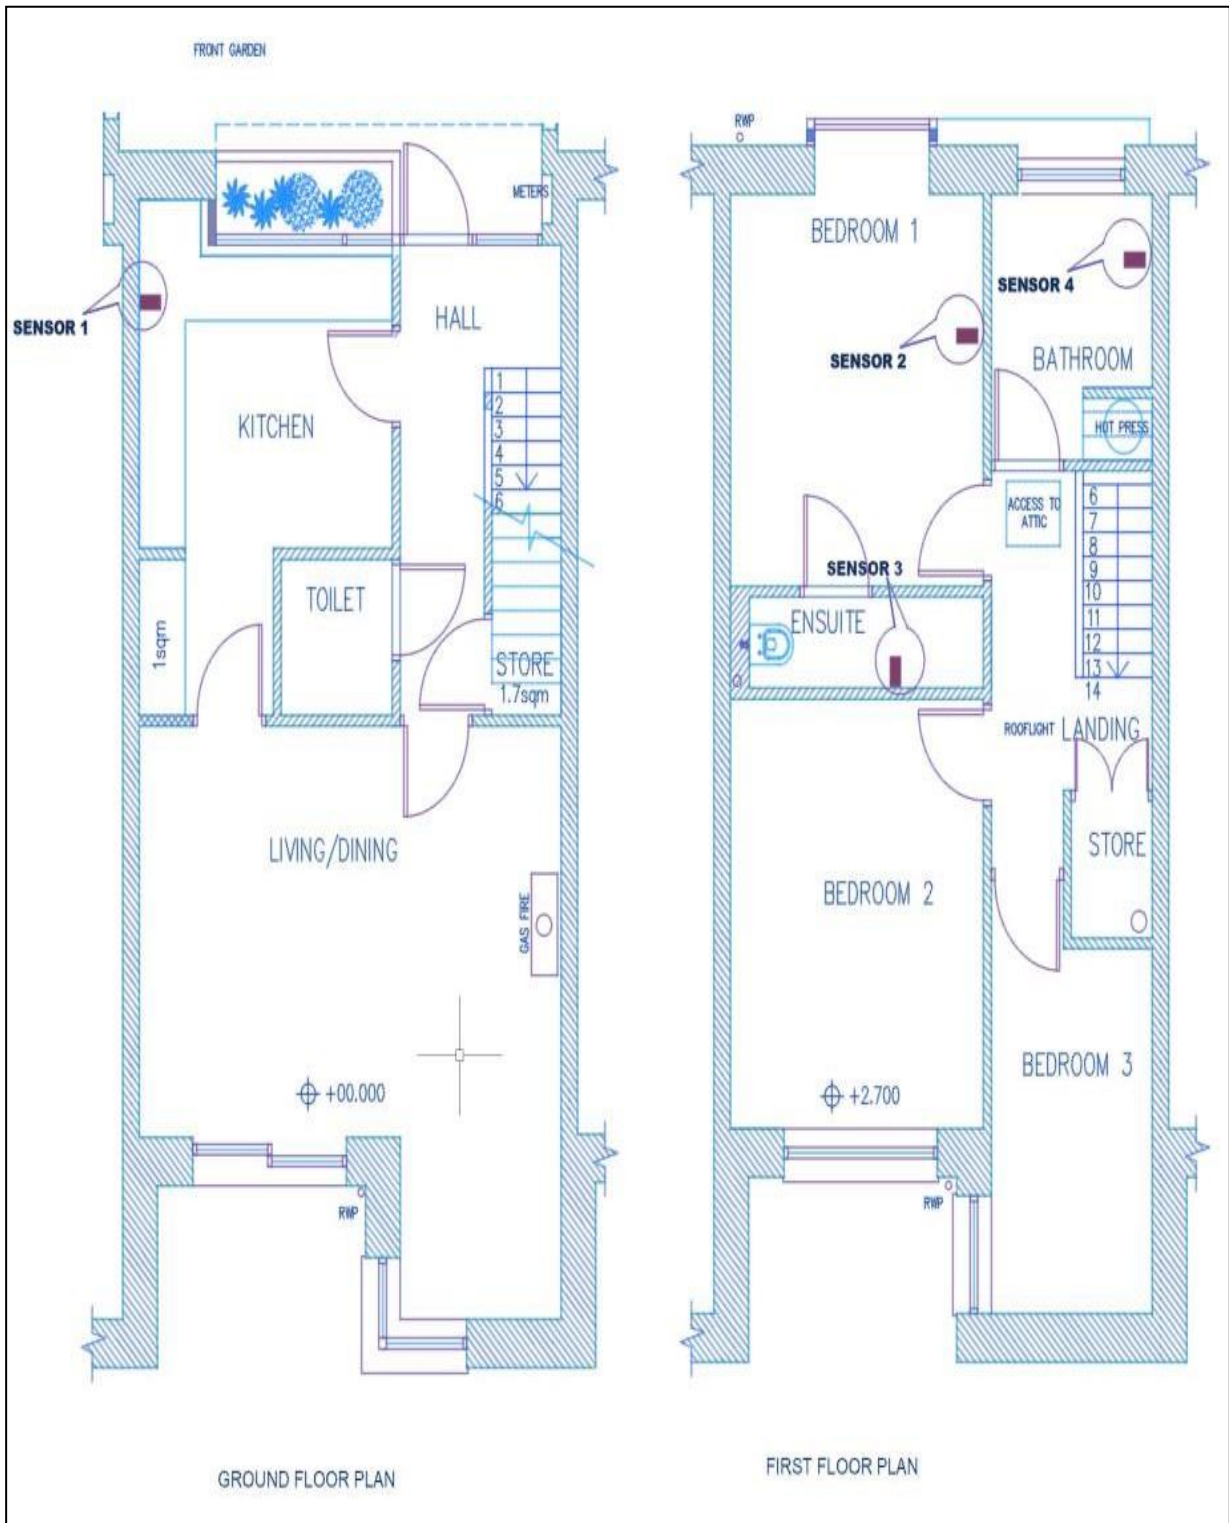 FRONT GARDEN
METERS
SENSOR 1
HALL
KITCHEN
1
2
3
4
5
6
TOILET
1sqm
STORE
1.7sqm
LIVING/DINING
GAS FIRE
+00.000
RWP
GROUND FLOOR PLAN
RWP
BEDROOM 1
SENSOR 4
SENSOR 2
BATHROOM
HOT PRESS
ACCESS TO
ATTIC
6
7
8
9
10
11
12
13
14
SENSOR 3
ENSUITE
ROOFLIGHT
LANDING
STORE
BEDROOM 2
BEDROOM 3
+2.700
RWP
FIRST FLOOR PLAN